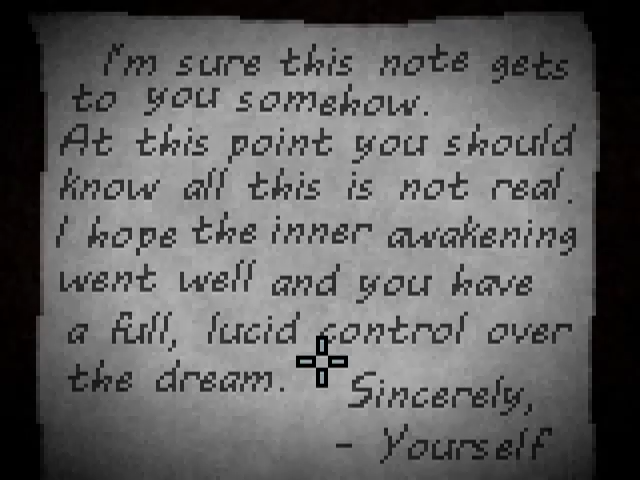 I'm sure this note gets
to you somehow.
At this point you should
know all this is not real.
I hope the inner awakening
went well and you have
a full, lucid control over
the dream.
Sincerely,
- Yourself